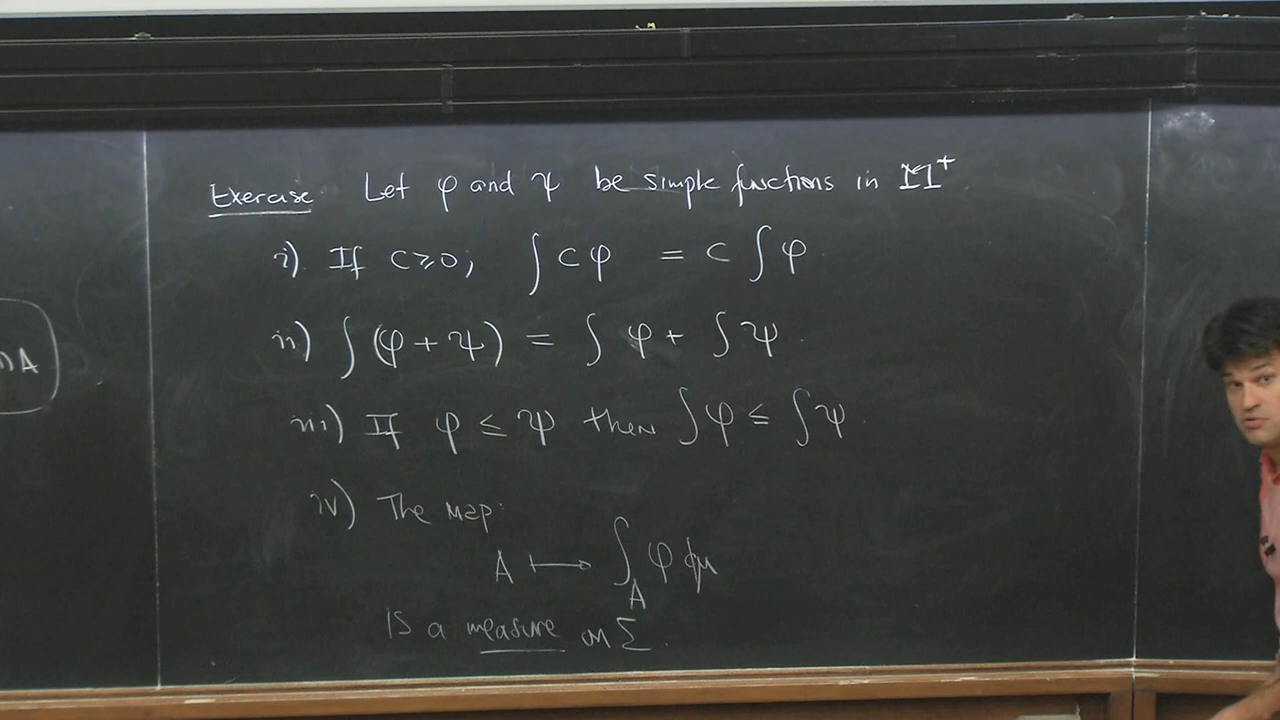 Exercise Let φ and ψ be simple functions in M⁺
i) If C ≥ 0; ∫ C φ = C ∫ φ
ii) ∫ (φ + ψ) = ∫ φ + ∫ ψ.
iii) If φ ≤ ψ then ∫ φ ≤ ∫ ψ
iv) The map:
A ⟼ ∫_A φ dμ
Is a measure on Σ.
∩A